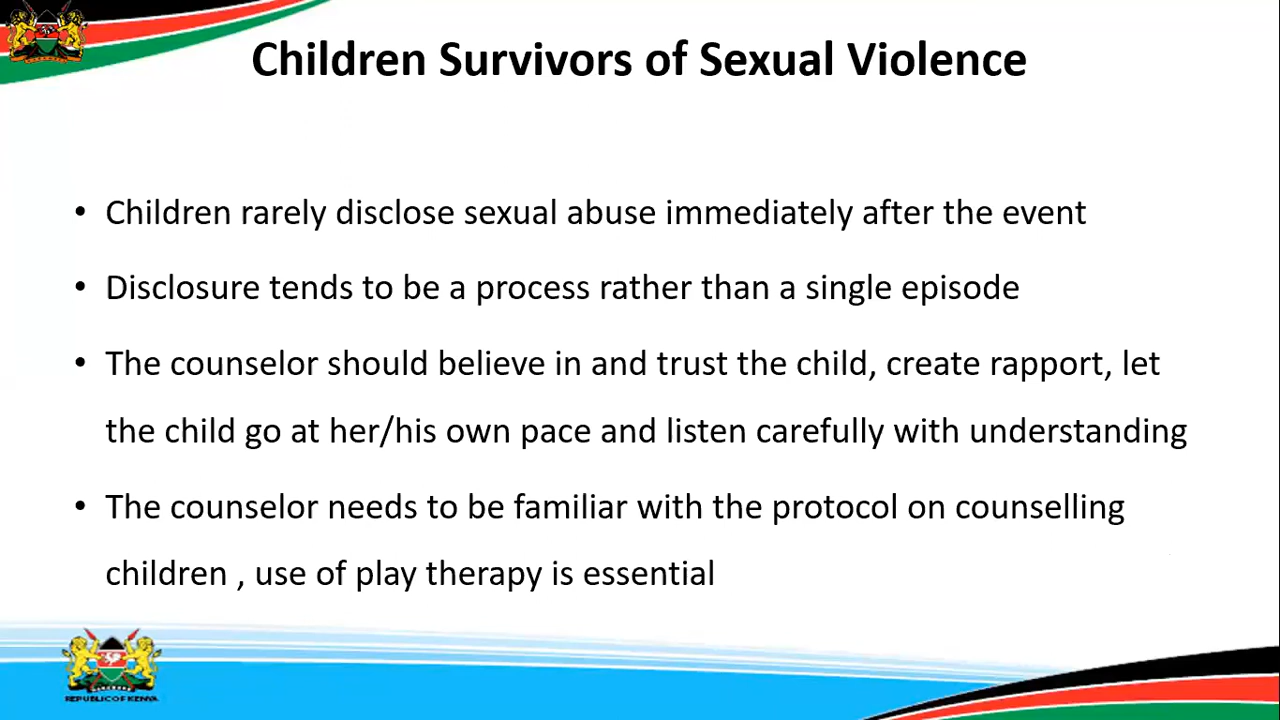 Children Survivors of Sexual Violence
• Children rarely disclose sexual abuse immediately after the event
• Disclosure tends to be a process rather than a single episode
• The counselor should believe in and trust the child, create rapport, let
the child go at her/his own pace and listen carefully with understanding
• The counselor needs to be familiar with the protocol on counselling
children , use of play therapy is essential
REPUBLIC OF KENYA